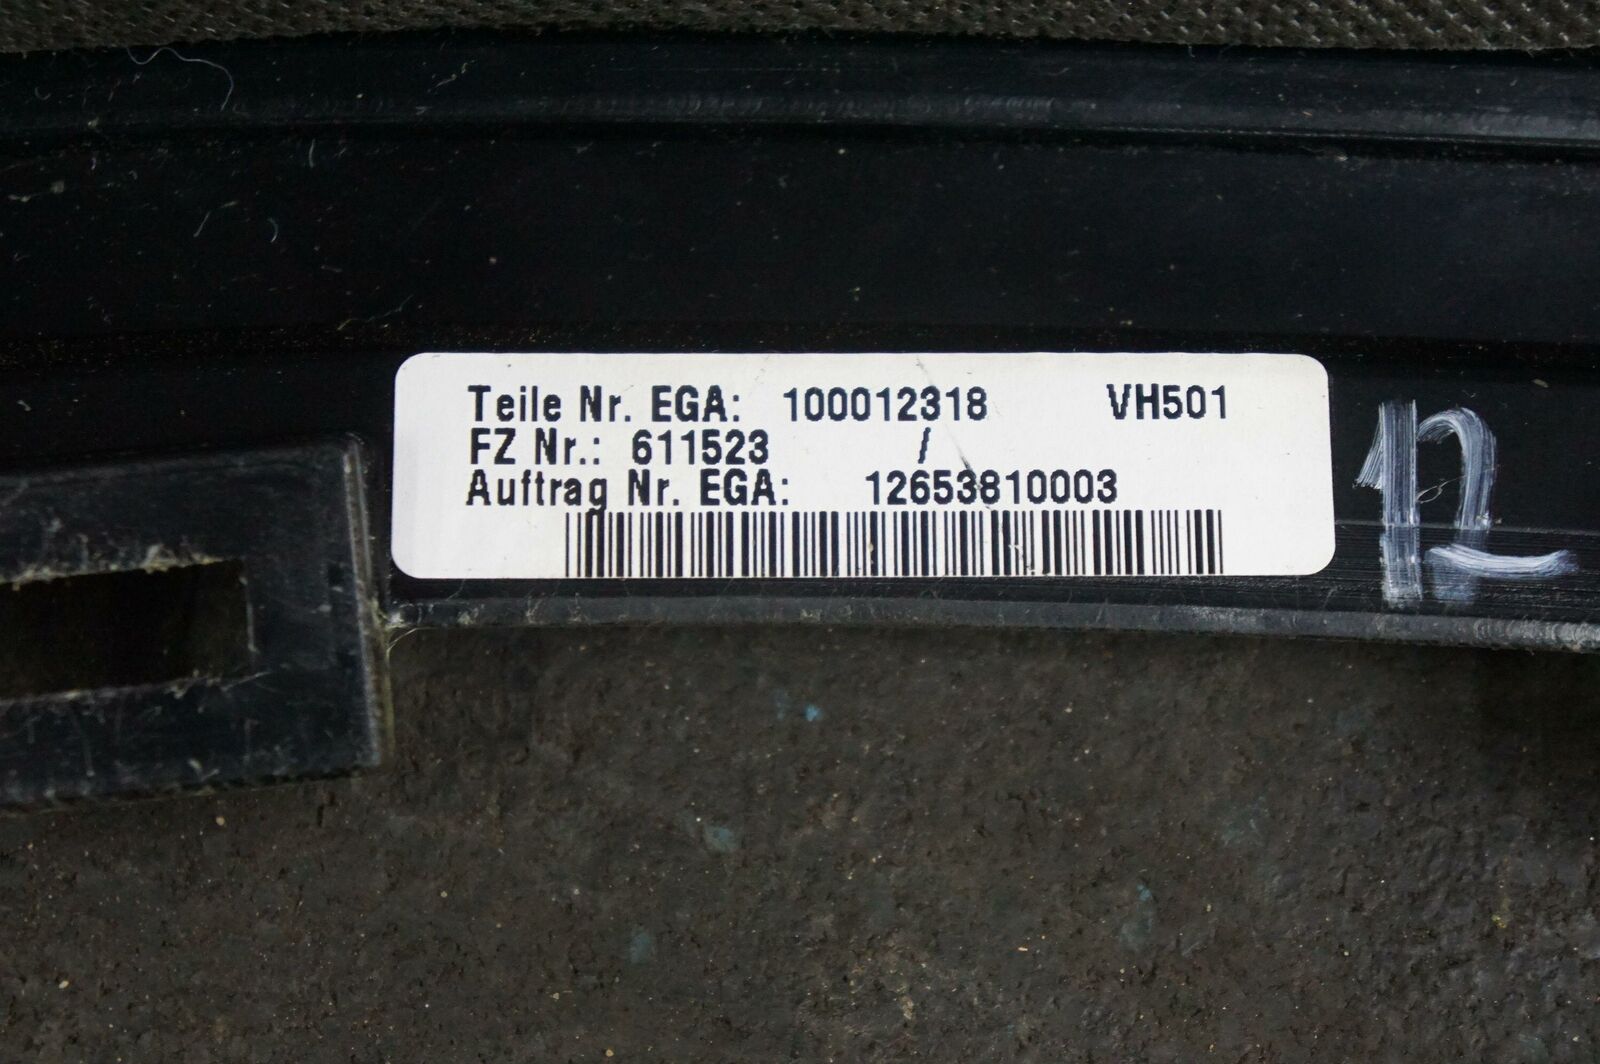 Teile Nr. EGA: 100012318 VH501
FZ Nr.: 611523 /
Auftrag Nr. EGA: 12653810003
12